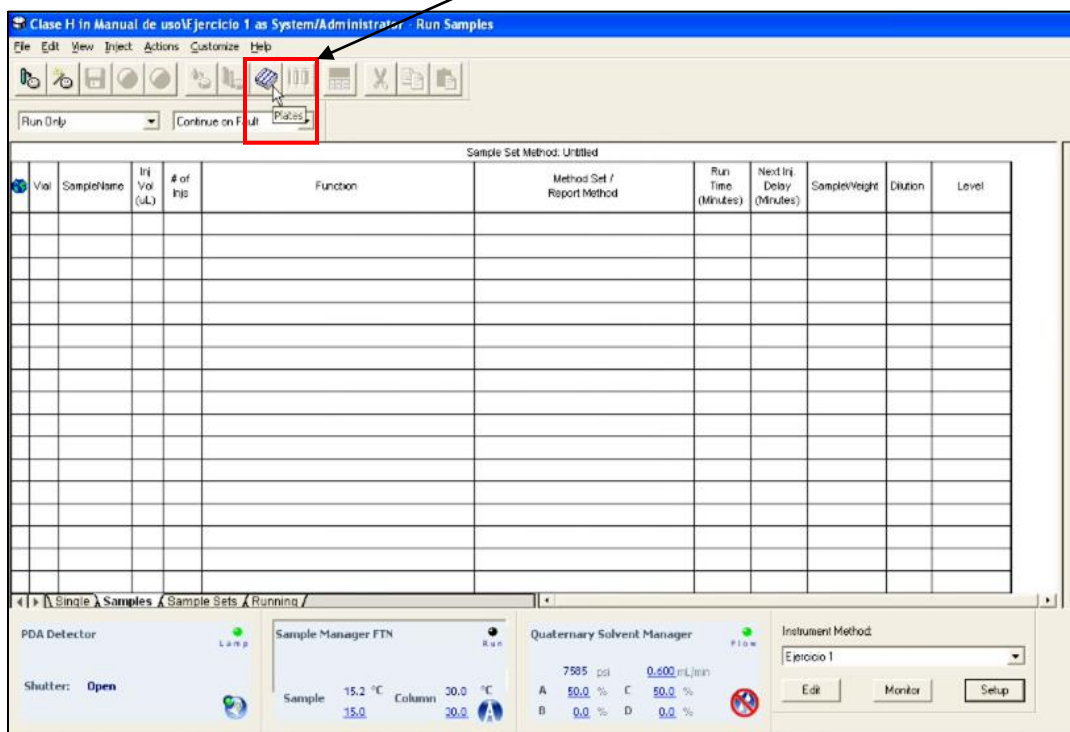 Clase H in Manual de uso\Ejercicio 1 as System/Administrator - Run Samples
File Edit View Inject Actions Customize Help
Run Only Continue on Fault Plates
Sample Set Method: Untitled
Vial SampleName Inj Vol (uL) # of Injs Function Method Set / Report Method Run Time (Minutes) Next Inj. Delay (Minutes) SampleWeight Dilution Level
Single Samples Sample Sets Running
PDA Detector Lamp
Shutter: Open
Sample Manager FTN Run
Sample 15.2 °C Column 30.0 °C
15.0 30.0
Quaternary Solvent Manager Flow
7585 psi 0.600 mL/min
A 50.0 % C 50.0 %
B 0.0 % D 0.0 %
Instrument Method:
Ejercicio 1
Edit Monitor Setup